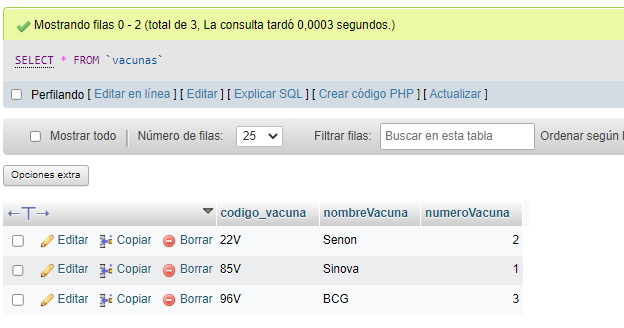 Mostrando filas 0 - 2 (total de 3, La consulta tardó 0,0003 segundos.)
SELECT * FROM `vacunas`
Perfilando [ Editar en línea ] [ Editar ] [ Explicar SQL ] [ Crear código PHP ] [ Actualizar ]
Mostrar todo Número de filas: 25 Filtrar filas: Buscar en esta tabla Ordenar según
Opciones extra
codigo_vacuna nombreVacuna numeroVacuna
Editar Copiar Borrar 22V Senon 2
Editar Copiar Borrar 85V Sinova 1
Editar Copiar Borrar 96V BCG 3